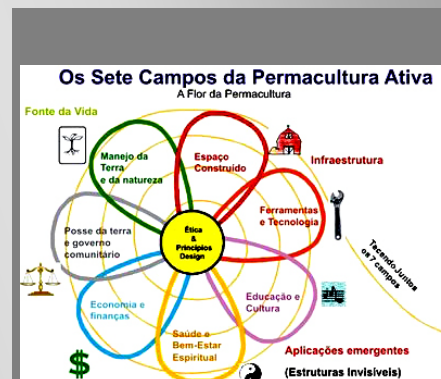 Os Sete Campos da Permacultura Ativa
A Flor da Permacultura
Fonte da Vida
Manejo da
Terra
e da natureza
Espaço
Construído
Infraestrutura
Ferramentas
e Tecnologia
Posse da terra
e governo
comunitário
Ética
&
Princípios
Design
Tecendo Juntos
os 7 campos
Educação e
Cultura
Economia e
finanças
Saúde e
Bem-Estar
Espiritual
$
Aplicações emergentes
(Estruturas Invisíveis)